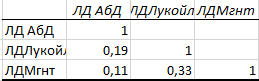 ЛД АбД ЛДЛукойл ЛДМгнт
ЛД АбД 1
ЛДЛукойл 0,19 1
ЛДМгнт 0,11 0,33 1